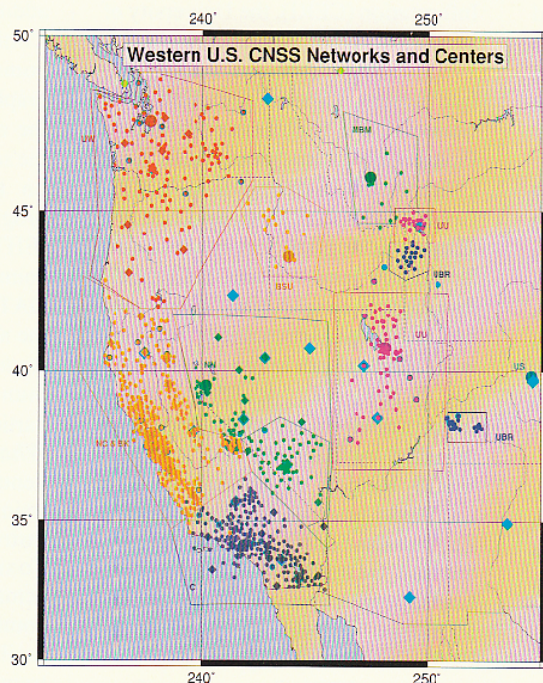 240° 250°
50°
Western U.S. CNSS Networks and Centers
UW
MBM
45°
UU
UBR
BSU
UU
NN
40°
US
NC & BK
UBR
35°
C
30°
240° 250°